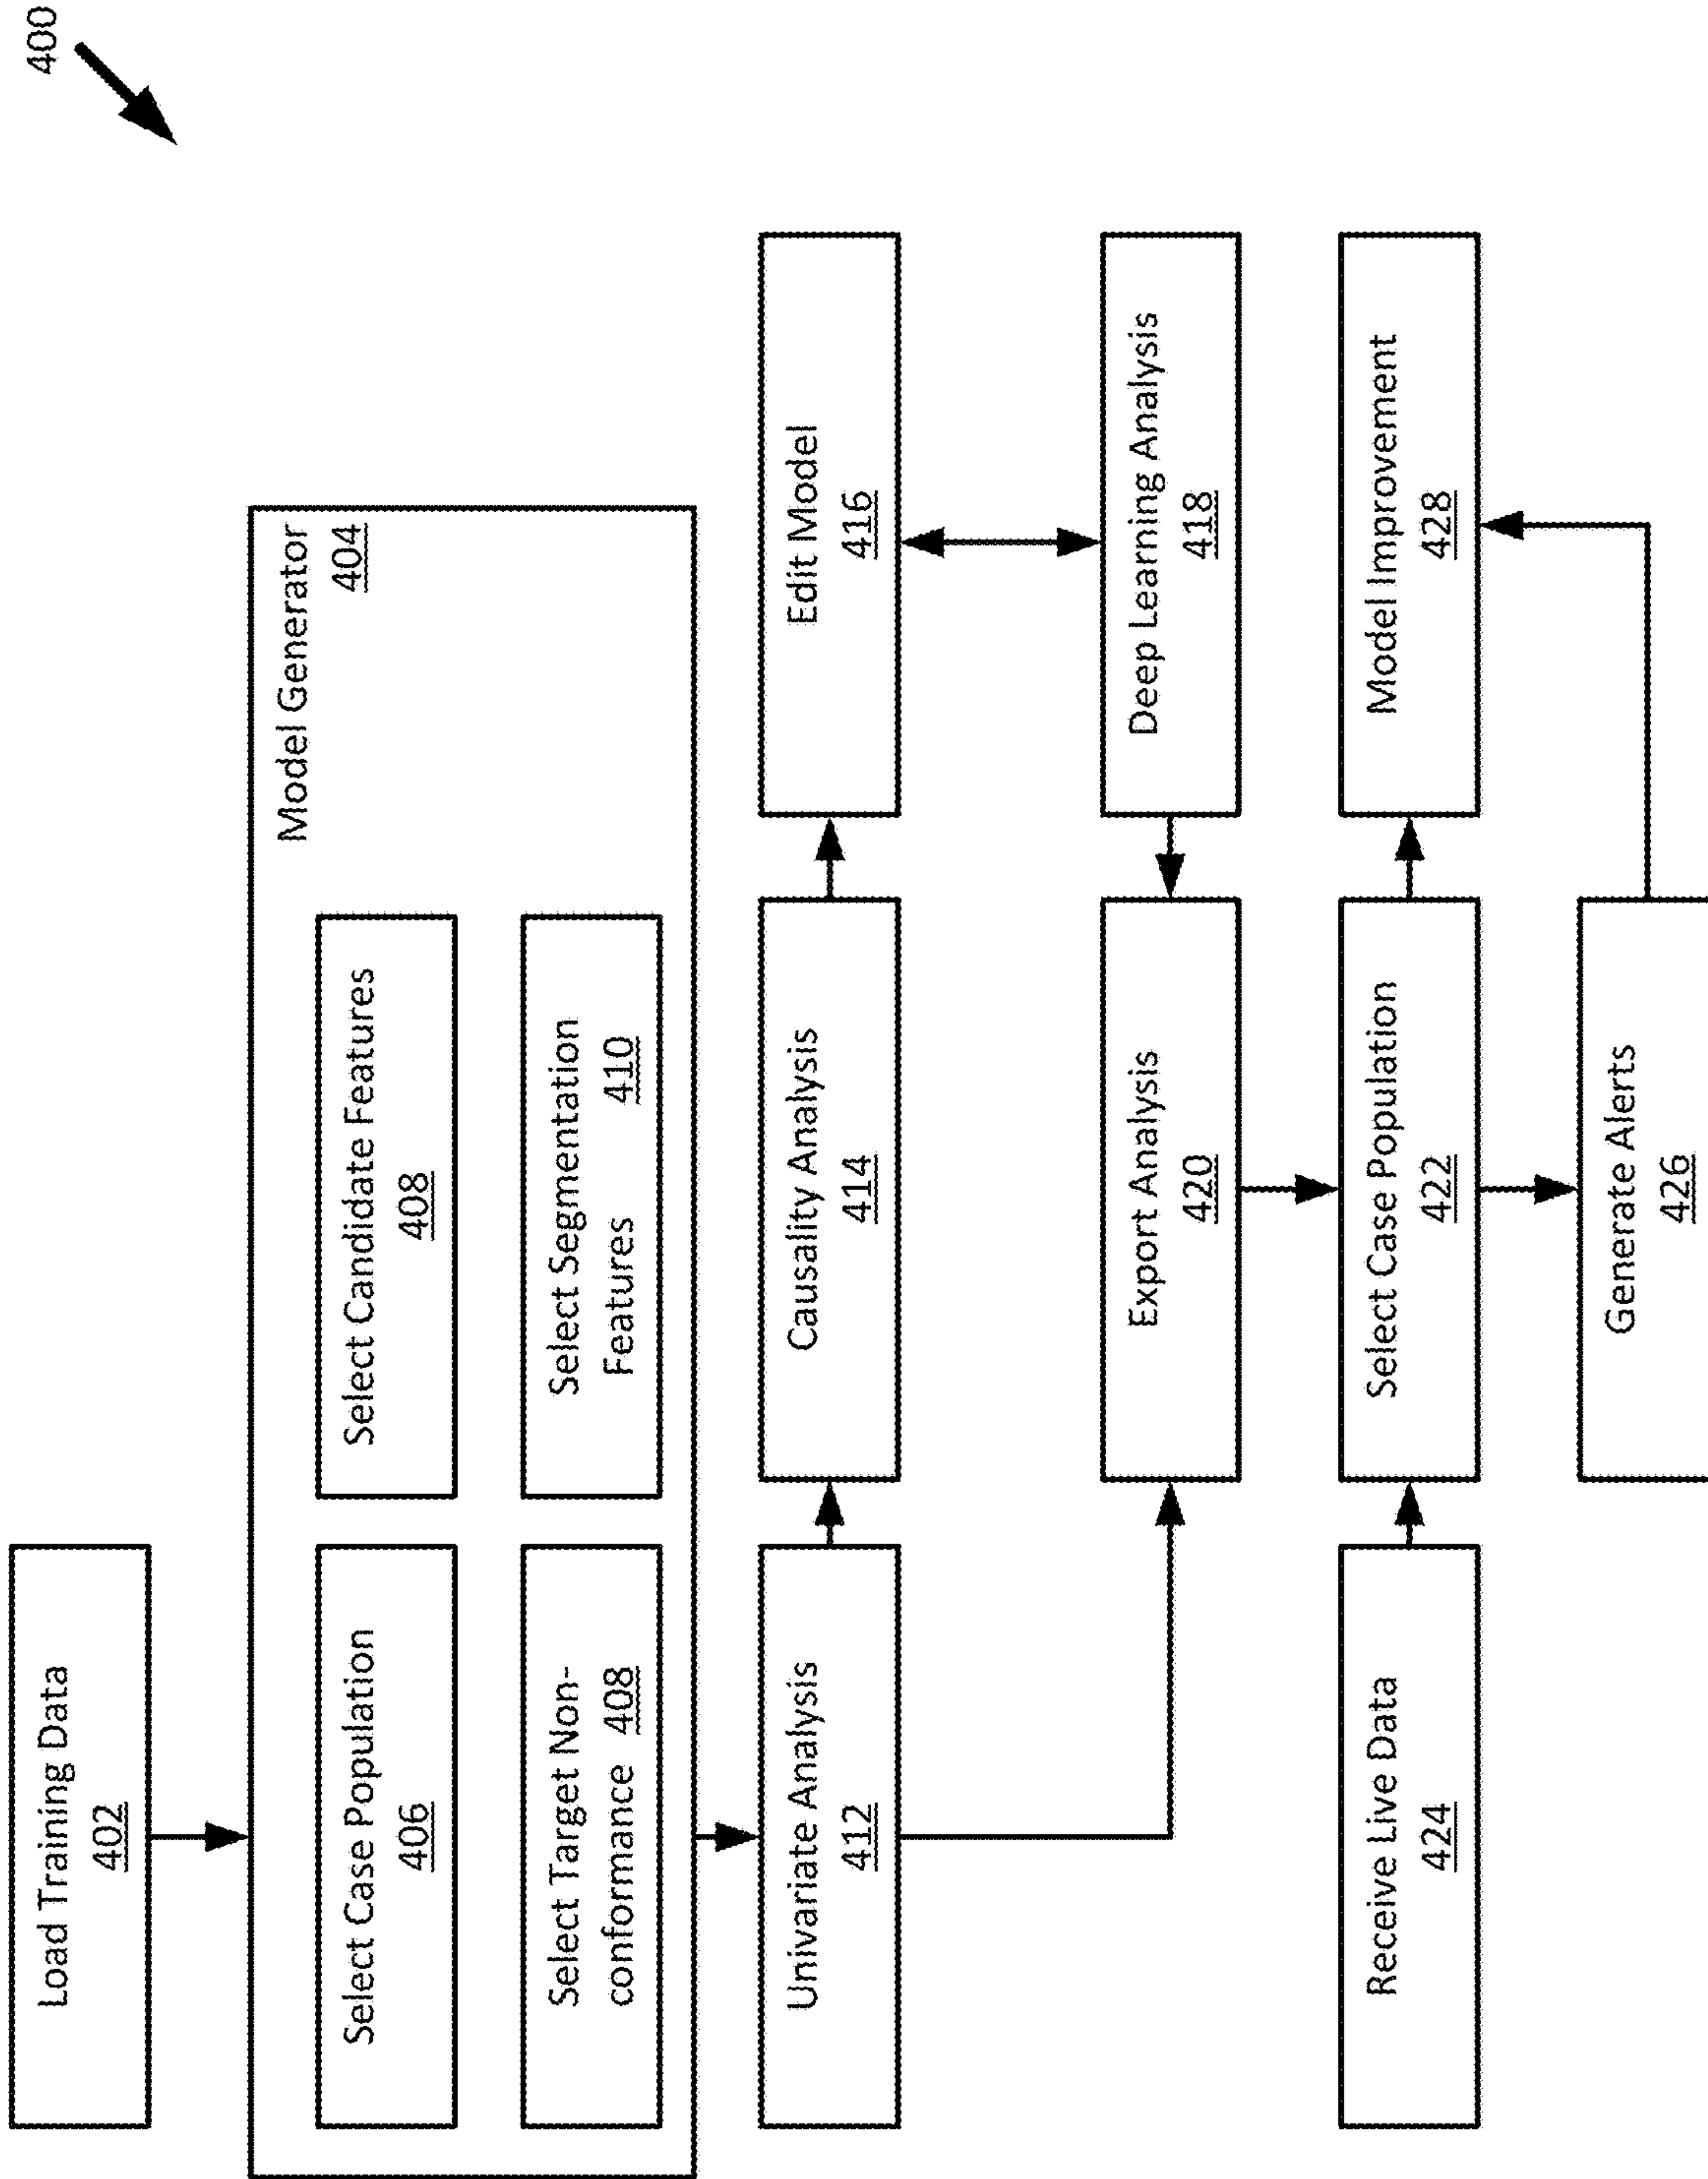 400
Load Training Data
402
Model Generator
404
Select Case Population
406
Select Candidate Features
408
Select Target Non-
conformance 408
Select Segmentation
Features 410
Univariate Analysis
412
Causality Analysis
414
Edit Model
416
Export Analysis
420
Deep Learning Analysis
418
Receive Live Data
424
Select Case Population
422
Model Improvement
428
Generate Alerts
426